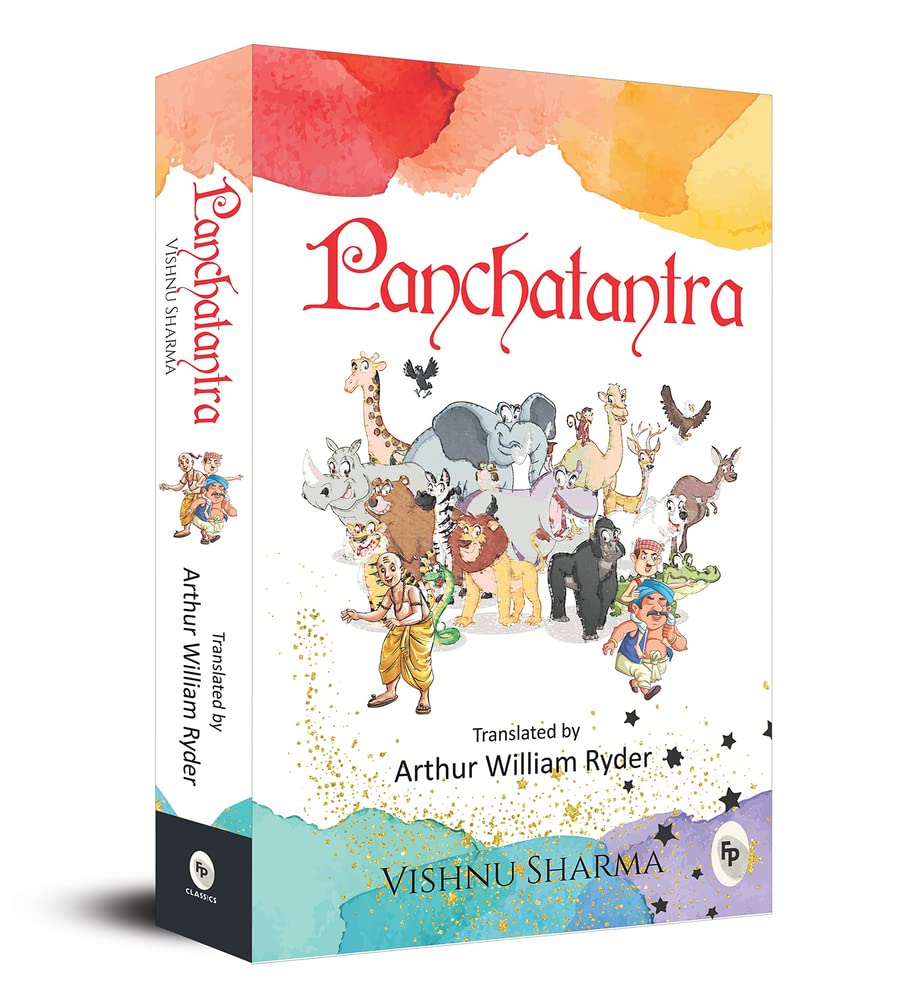 Panchatantra
VISHNU SHARMA
Translated by
Arthur William Ryder
FP
CLASSICS
Panchatantra
Translated by
Arthur William Ryder
VISHNU SHARMA
FP